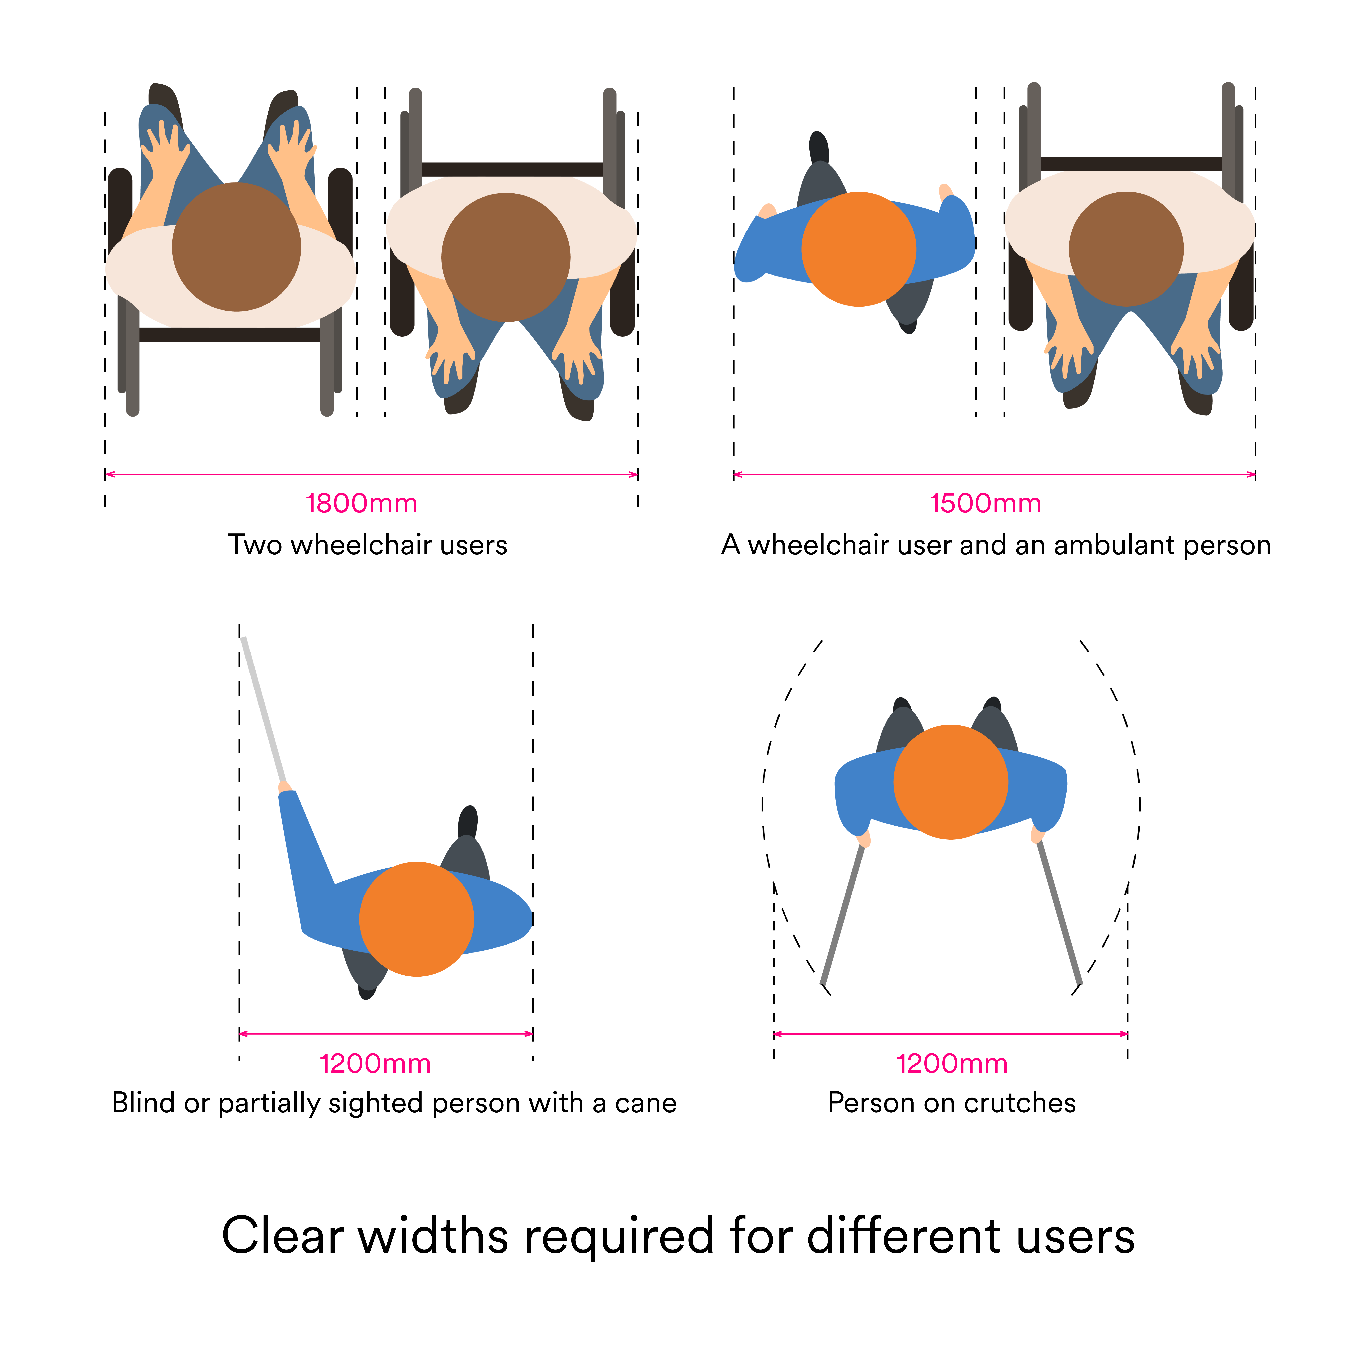 1800mm
Two wheelchair users
1500mm
A wheelchair user and an ambulant person
1200mm
Blind or partially sighted person with a cane
1200mm
Person on crutches
Clear widths required for different users